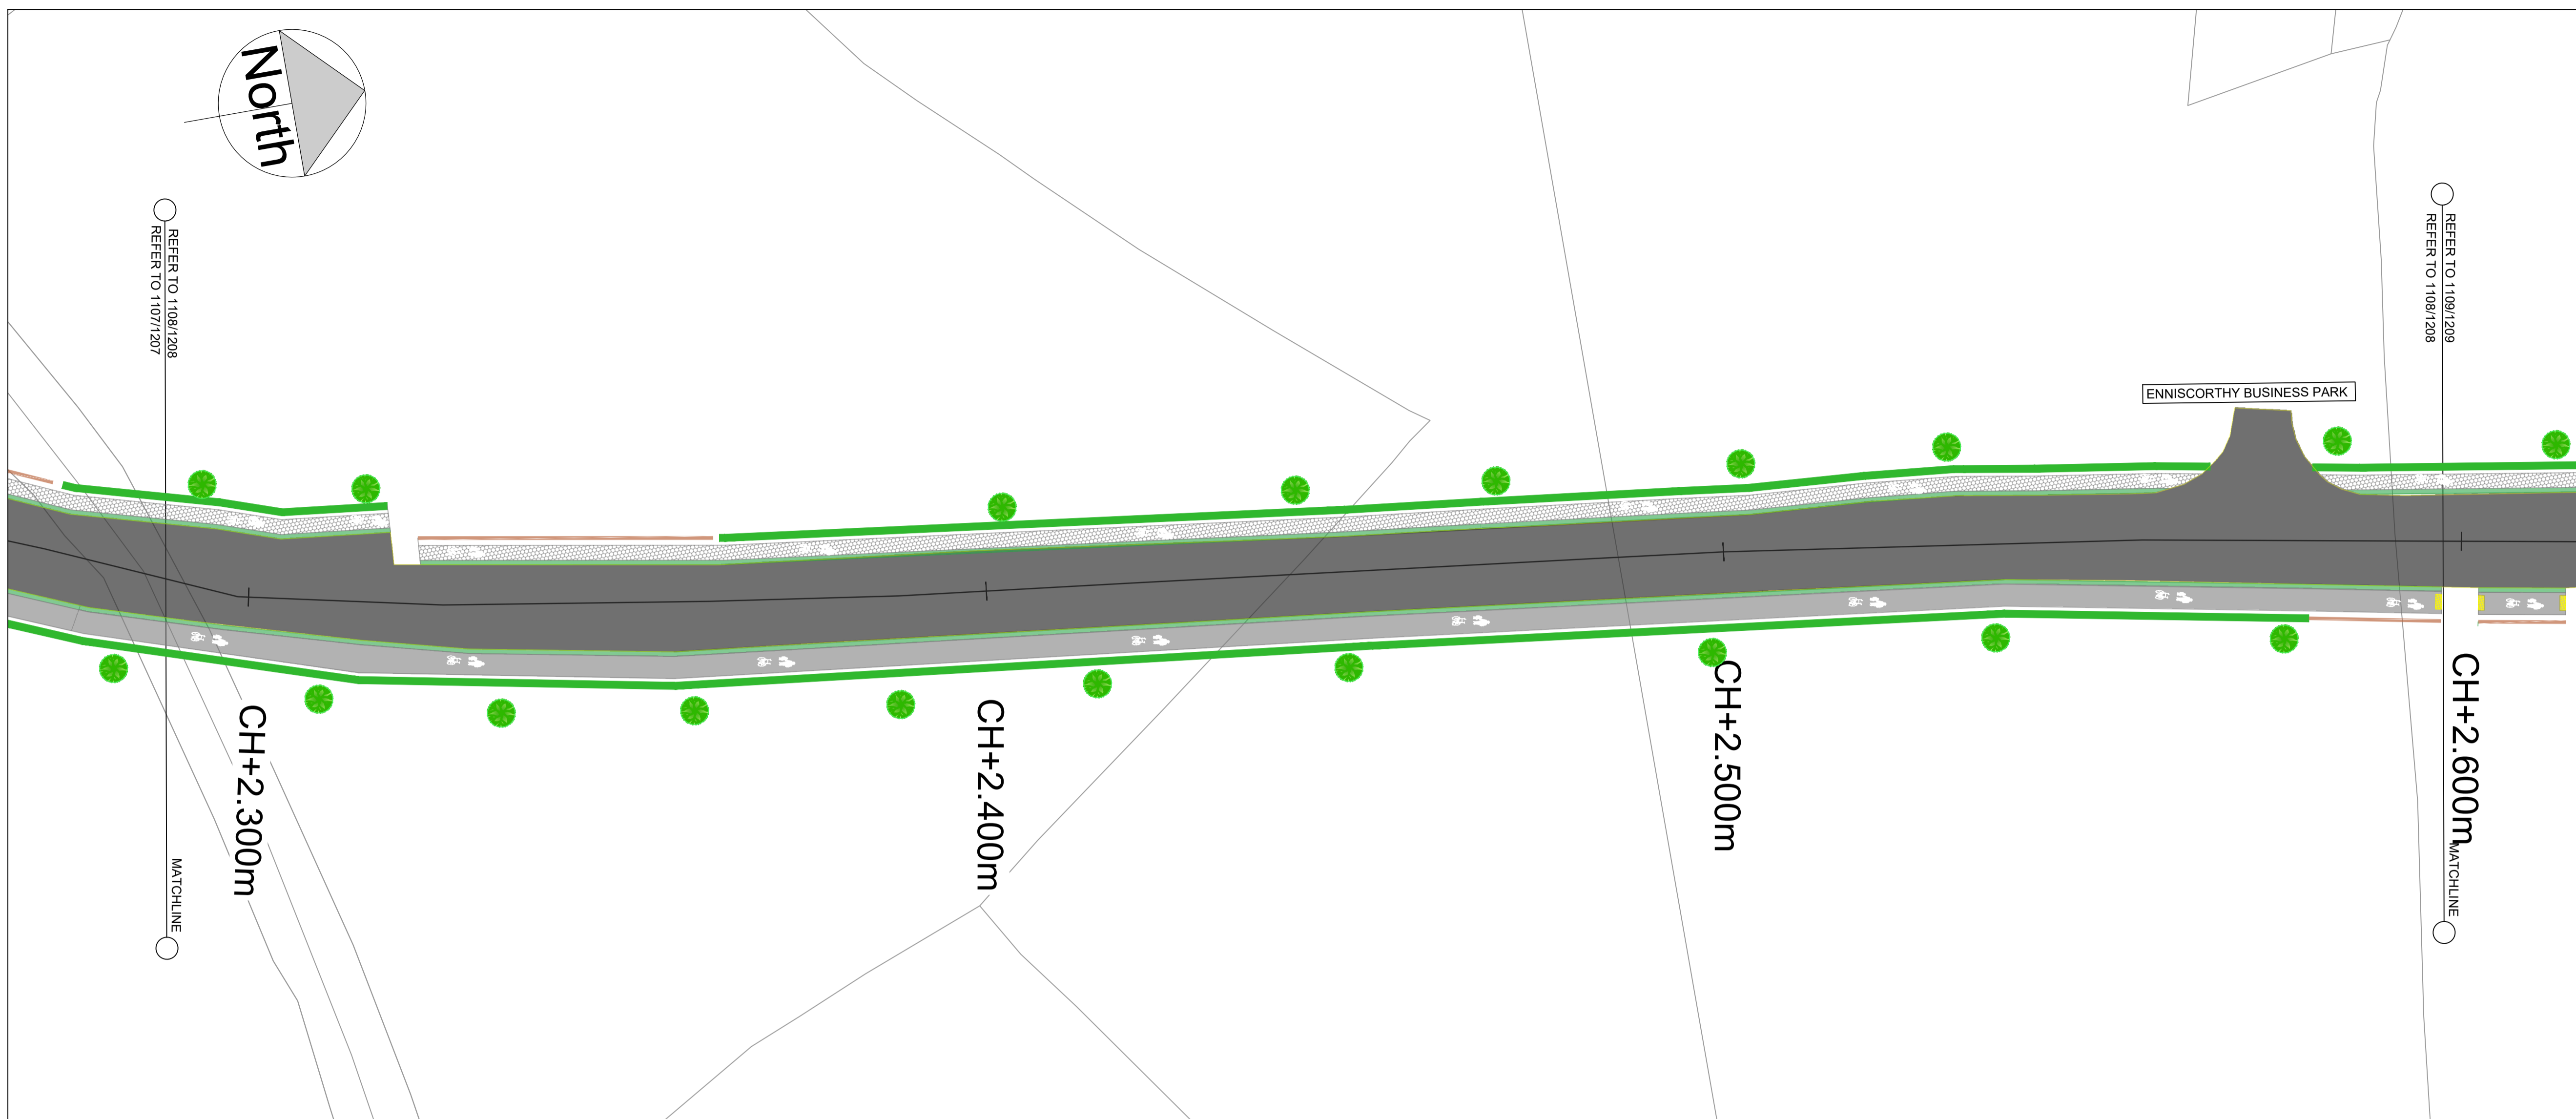 North
REFER TO 1108/1208
REFER TO 1107/1207
REFER TO 1109/1209
REFER TO 1108/1208
ENNISCORTHY BUSINESS PARK
CH+2.300m
CH+2.400m
CH+2.500m
CH+2.600m
MATCHLINE
MATCHLINE